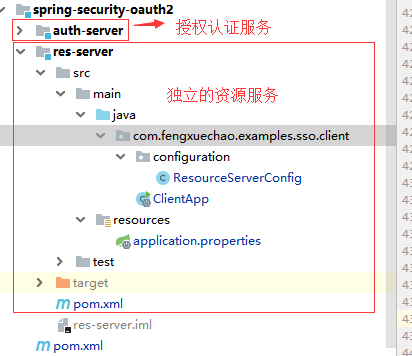 spring-security-oauth2
auth-server 授权认证服务
res-server
src
main 独立的资源服务
java
com.fengxuechao.examples.sso.client
configuration
ResourceServerConfig
ClientApp
resources
application.properties
test
target
pom.xml
res-server.iml
pom.xml